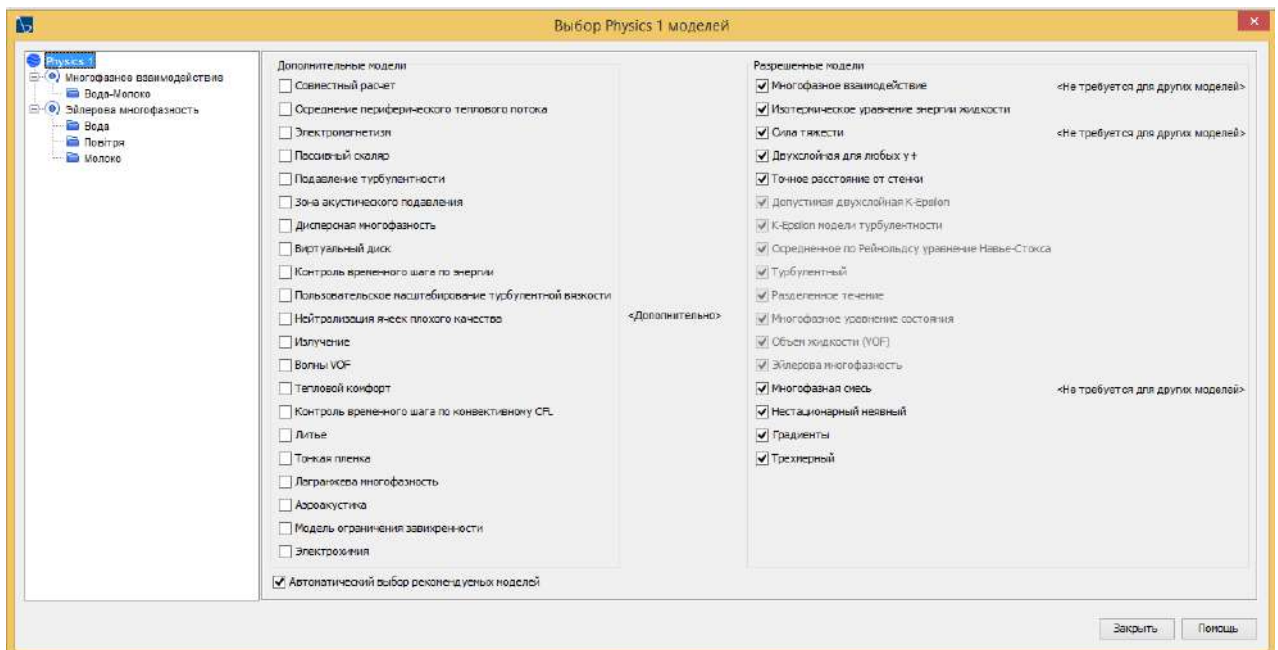 Выбор Physics 1 моделей
Physics 1
Многофазное взаимодействие
Вода-Молоко
Эйлерова многофазность
Вода
Повітря
Молоко
Дополнительные модели
Совместный расчет
Осреднение периферического теплового потока
Электромагнетизм
Пассивный скаляр
Подавление турбулентности
Зона акустического подавления
Дисперсная многофазность
Виртуальный диск
Контроль временного шага по энергии
Пользовательское масштабирование турбулентной вязкости
Нейтрализация ячеек плохого качества
Излучение
Волны VOF
Тепловой комфорт
Контроль временного шага по конвективному CFL
Литье
Тонкая пленка
Лагранжева многофазность
Аэроакустика
Модель ограничения завихренности
Электрохимия
Автоматический выбор рекомендуемых моделей
<Дополнительно>
Разрешенные модели
Многофазное взаимодействие <Не требуется для других моделей>
Изотермическое уравнение энергии жидкости
Сила тяжести <Не требуется для других моделей>
Двухслойная для любых y+
Точное расстояние от стенки
Допустимая двухслойная K-Epsilon
K-Epsilon модели турбулентности
Осредненное по Рейнольдсу уравнение Навье-Стокса
Турбулентный
Разделенное течение
Многофазное уравнение состояния
Объем жидкости (VOF)
Эйлерова многофазность
Многофазная смесь <Не требуется для других моделей>
Нестационарный неявный
Градиенты
Трехмерный
Закрыть Помощь